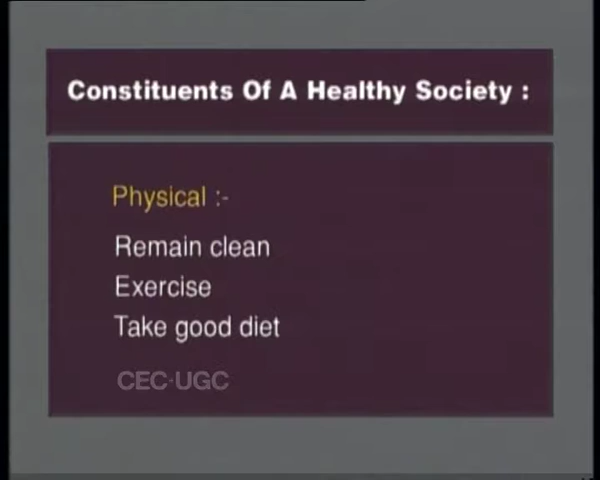 Constituents Of A Healthy Society :
Physical :-
Remain clean
Exercise
Take good diet
CEC-UGC